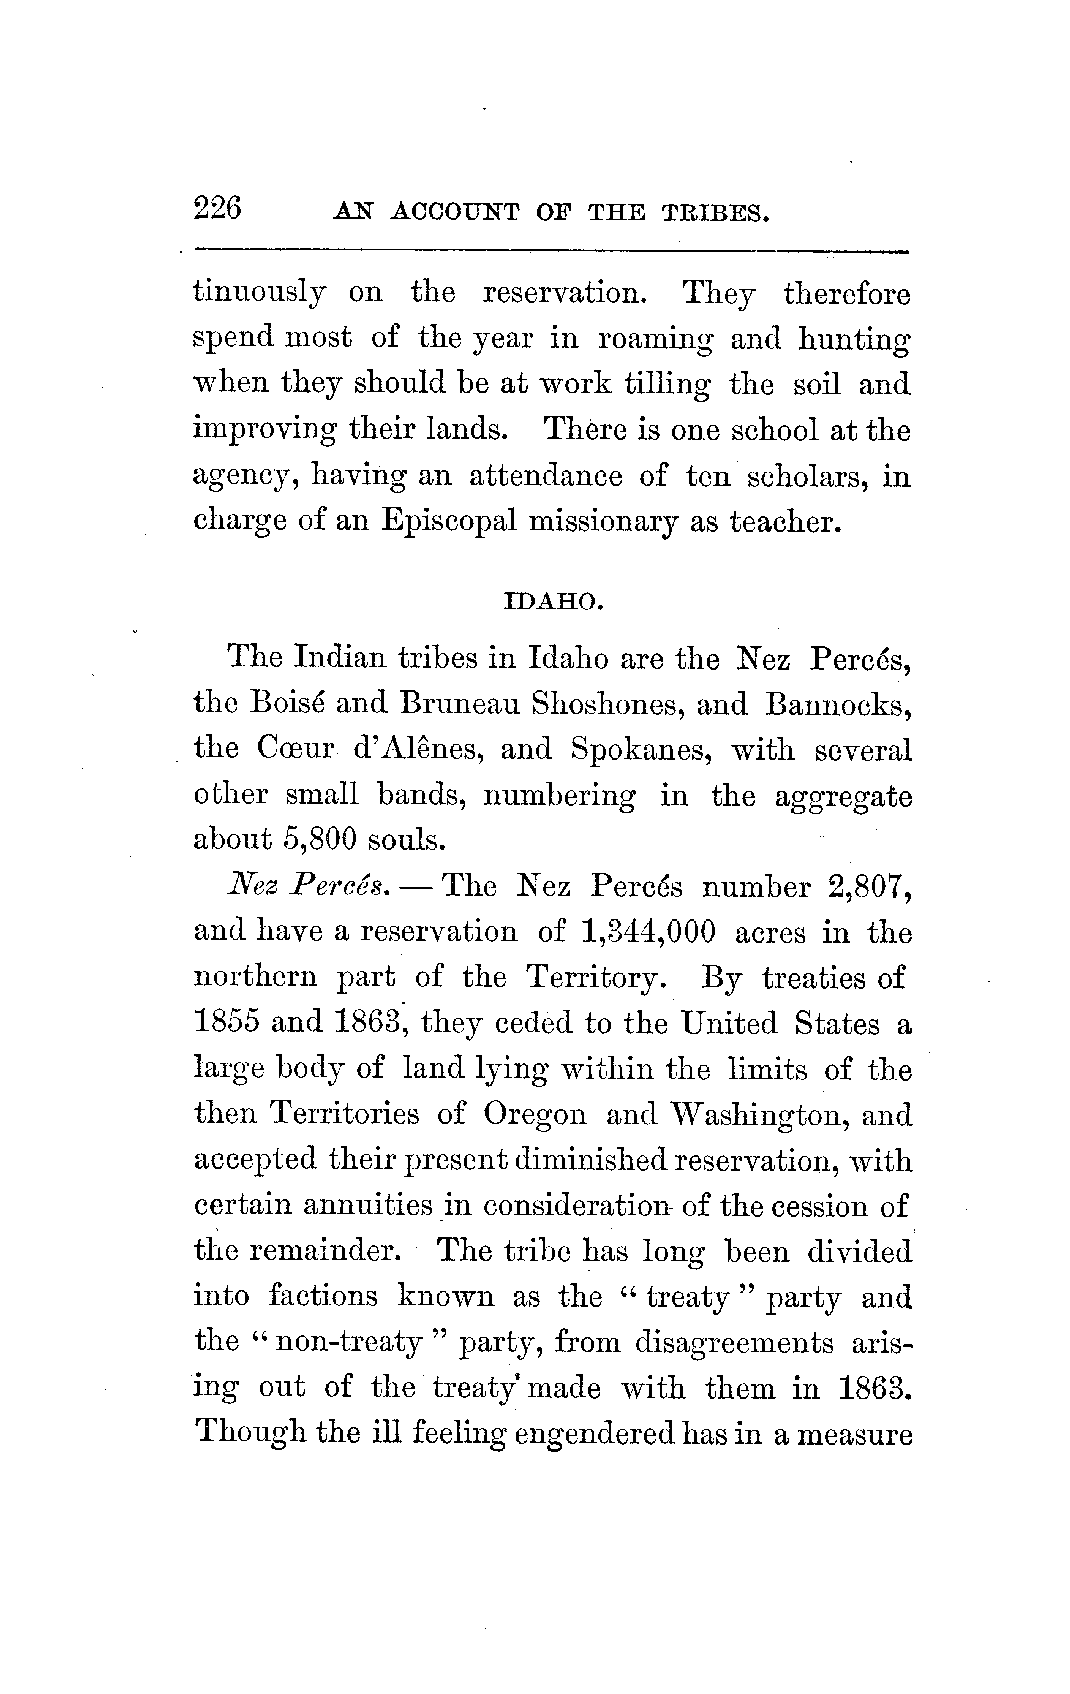 226 AN ACCOUNT OF THE TRIBES.
tinuously on the reservation. They therefore
spend most of the year in roaming and hunting
when they should be at work tilling the soil and
improving their lands. There is one school at the
agency, having an attendance of ten scholars, in
charge of an Episcopal missionary as teacher.
IDAHO.
The Indian tribes in Idaho are the Nez Percés,
the Boisé and Bruneau Shoshones, and Bannocks,
the Cœur d'Alênes, and Spokanes, with several
other small bands, numbering in the aggregate
about 5,800 souls.
Nez Percés. — The Nez Percés number 2,807,
and have a reservation of 1,344,000 acres in the
northern part of the Territory. By treaties of
1855 and 1863, they ceded to the United States a
large body of land lying within the limits of the
then Territories of Oregon and Washington, and
accepted their present diminished reservation, with
certain annuities in consideration of the cession of
the remainder. The tribe has long been divided
into factions known as the “ treaty ” party and
the “ non-treaty ” party, from disagreements aris-
ing out of the treaty made with them in 1863.
Though the ill feeling engendered has in a measure